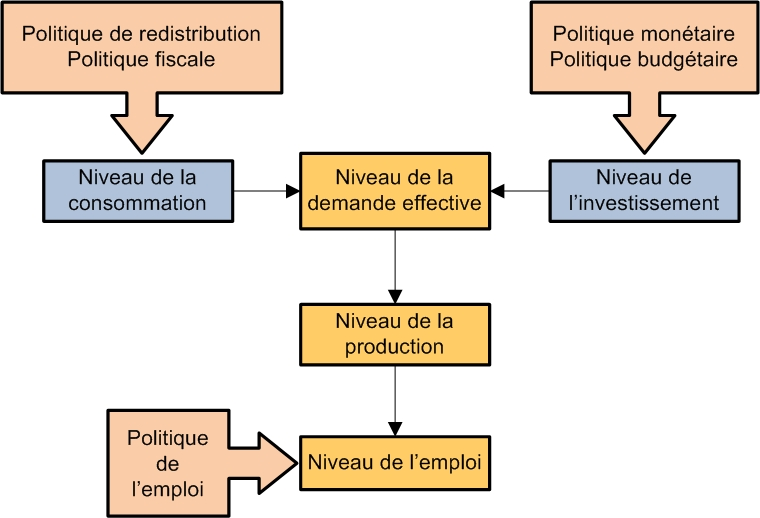 Politique de redistribution
Politique fiscale
Politique monétaire
Politique budgétaire
Niveau de la
consommation
Niveau de la
demande effective
Niveau de
l’investissement
Niveau de la
production
Politique
de
l’emploi
Niveau de l’emploi